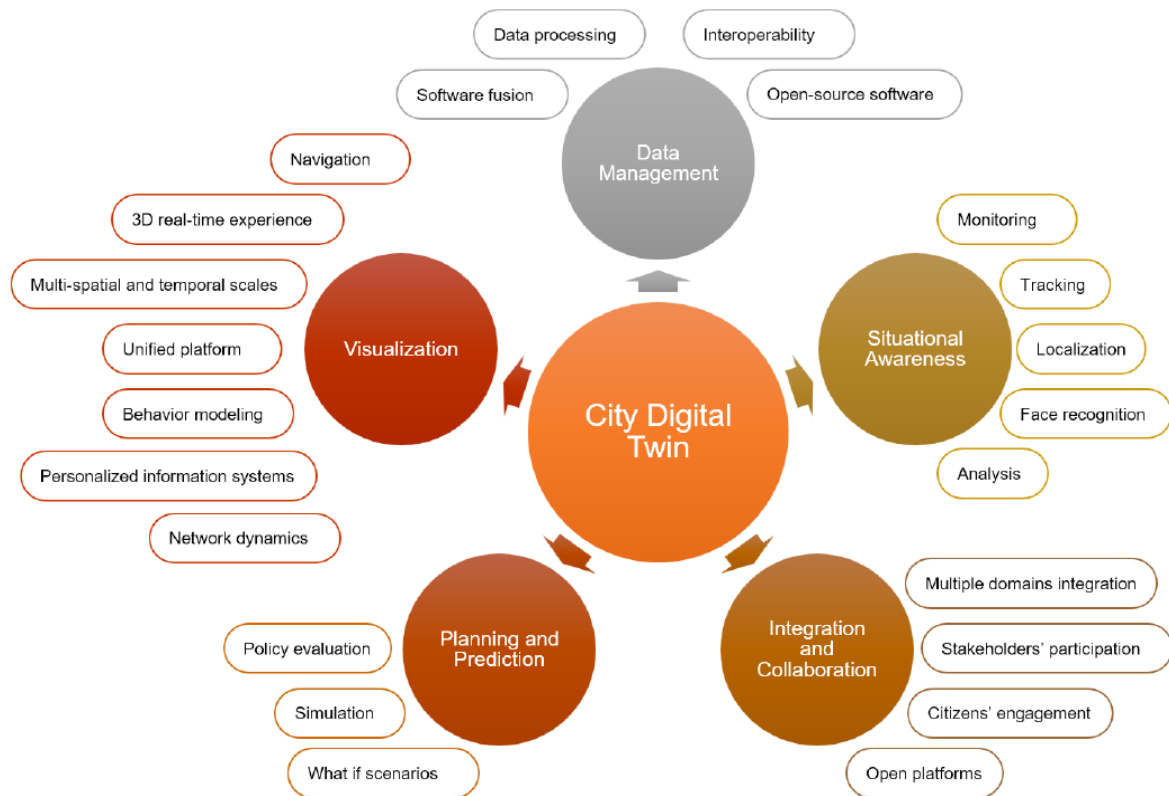 Data processing
Interoperability
Software fusion
Open-source software
Data
Management
Navigation
3D real-time experience
Multi-spatial and temporal scales
Unified platform
Behavior modeling
Personalized information systems
Network dynamics
Visualization
Monitoring
Tracking
Localization
Face recognition
Analysis
Situational
Awareness
City Digital
Twin
Policy evaluation
Simulation
What if scenarios
Planning and
Prediction
Integration
and
Collaboration
Multiple domains integration
Stakeholders’ participation
Citizens’ engagement
Open platforms